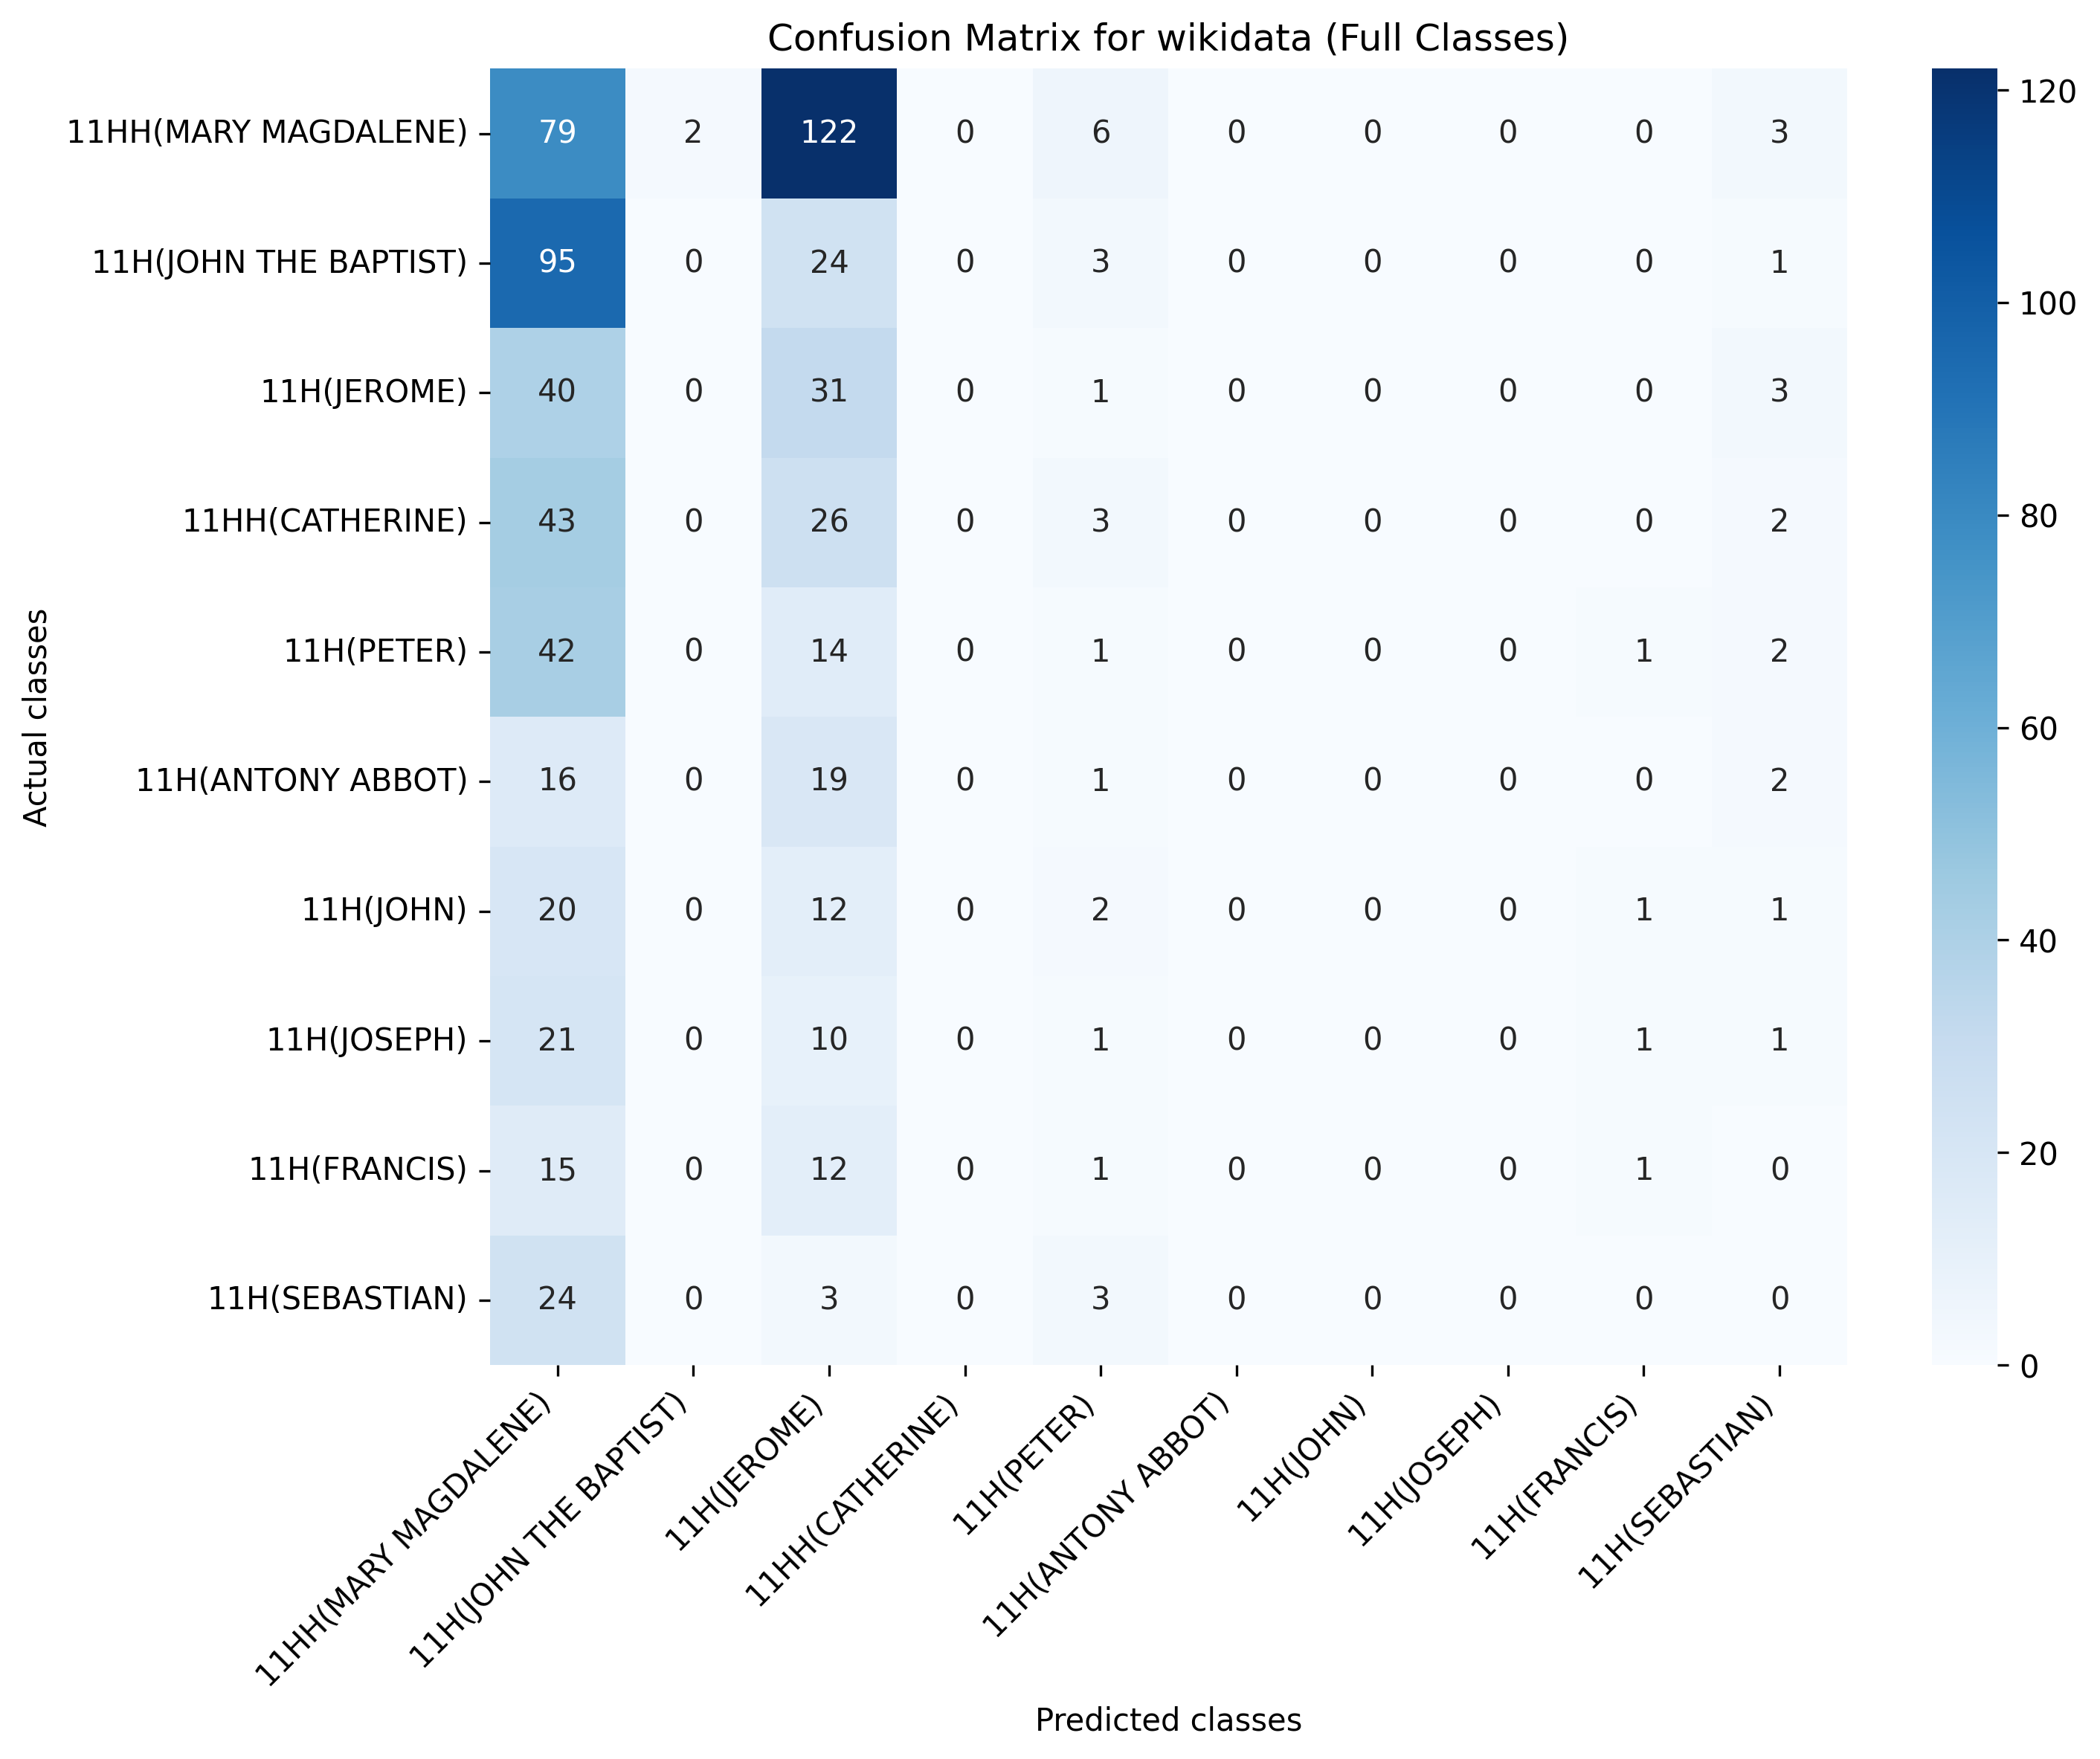 Confusion Matrix for wikidata (Full Classes)
Actual classes
11HH(MARY MAGDALENE) 79 2 122 0 6 0 0 0 0 3
11H(JOHN THE BAPTIST) 95 0 24 0 3 0 0 0 0 1
11H(JEROME) 40 0 31 0 1 0 0 0 0 3
11HH(CATHERINE) 43 0 26 0 3 0 0 0 0 2
11H(PETER) 42 0 14 0 1 0 0 0 1 2
11H(ANTONY ABBOT) 16 0 19 0 1 0 0 0 0 2
11H(JOHN) 20 0 12 0 2 0 0 0 1 1
11H(JOSEPH) 21 0 10 0 1 0 0 0 1 1
11H(FRANCIS) 15 0 12 0 1 0 0 0 1 0
11H(SEBASTIAN) 24 0 3 0 3 0 0 0 0 0
11HH(MARY MAGDALENE)
11H(JOHN THE BAPTIST)
11H(JEROME)
11HH(CATHERINE)
11H(PETER)
11H(ANTONY ABBOT)
11H(JOHN)
11H(JOSEPH)
11H(FRANCIS)
11H(SEBASTIAN)
Predicted classes
120
100
80
60
40
20
0